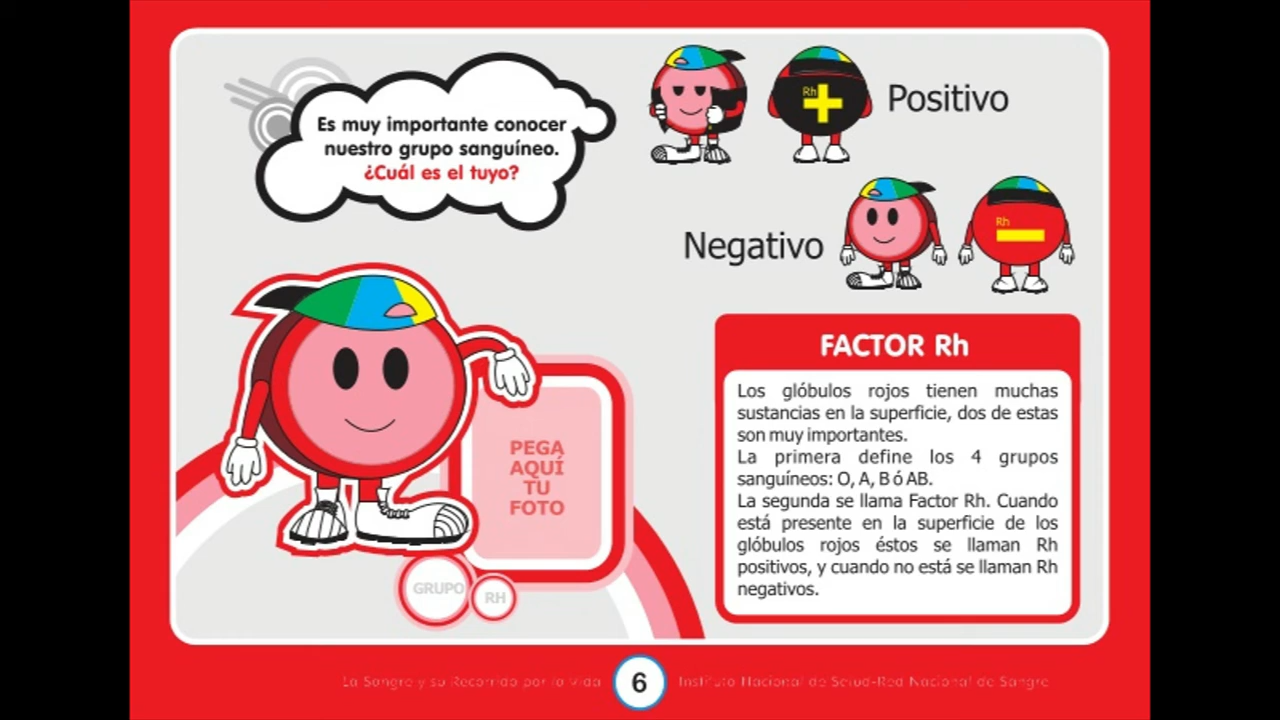 Es muy importante conocer
nuestro grupo sanguíneo.
¿Cuál es el tuyo?
Rh
Positivo
Negativo
Rh
PEGA
AQUÍ
TU
FOTO
GRUPO
RH
FACTOR Rh
Los glóbulos rojos tienen muchas
sustancias en la superficie, dos de estas
son muy importantes.
La primera define los 4 grupos
sanguíneos: O, A, B ó AB.
La segunda se llama Factor Rh. Cuando
está presente en la superficie de los
glóbulos rojos éstos se llaman Rh
positivos, y cuando no está se llaman Rh
negativos.
La Sangre y su Recorrido por la Vida
6
Instituto Nacional de Salud-Red Nacional de Sangre